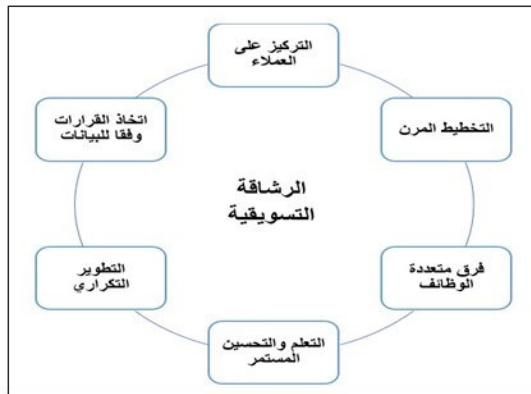 التركيز على
العملاء
التخطيط المرن
فرق متعددة
الوظائف
التعلم والتحسين
المستمر
التطوير
التكراري
اتخاذ القرارات
وفقا للبيانات
الرشاقة
التسويقية